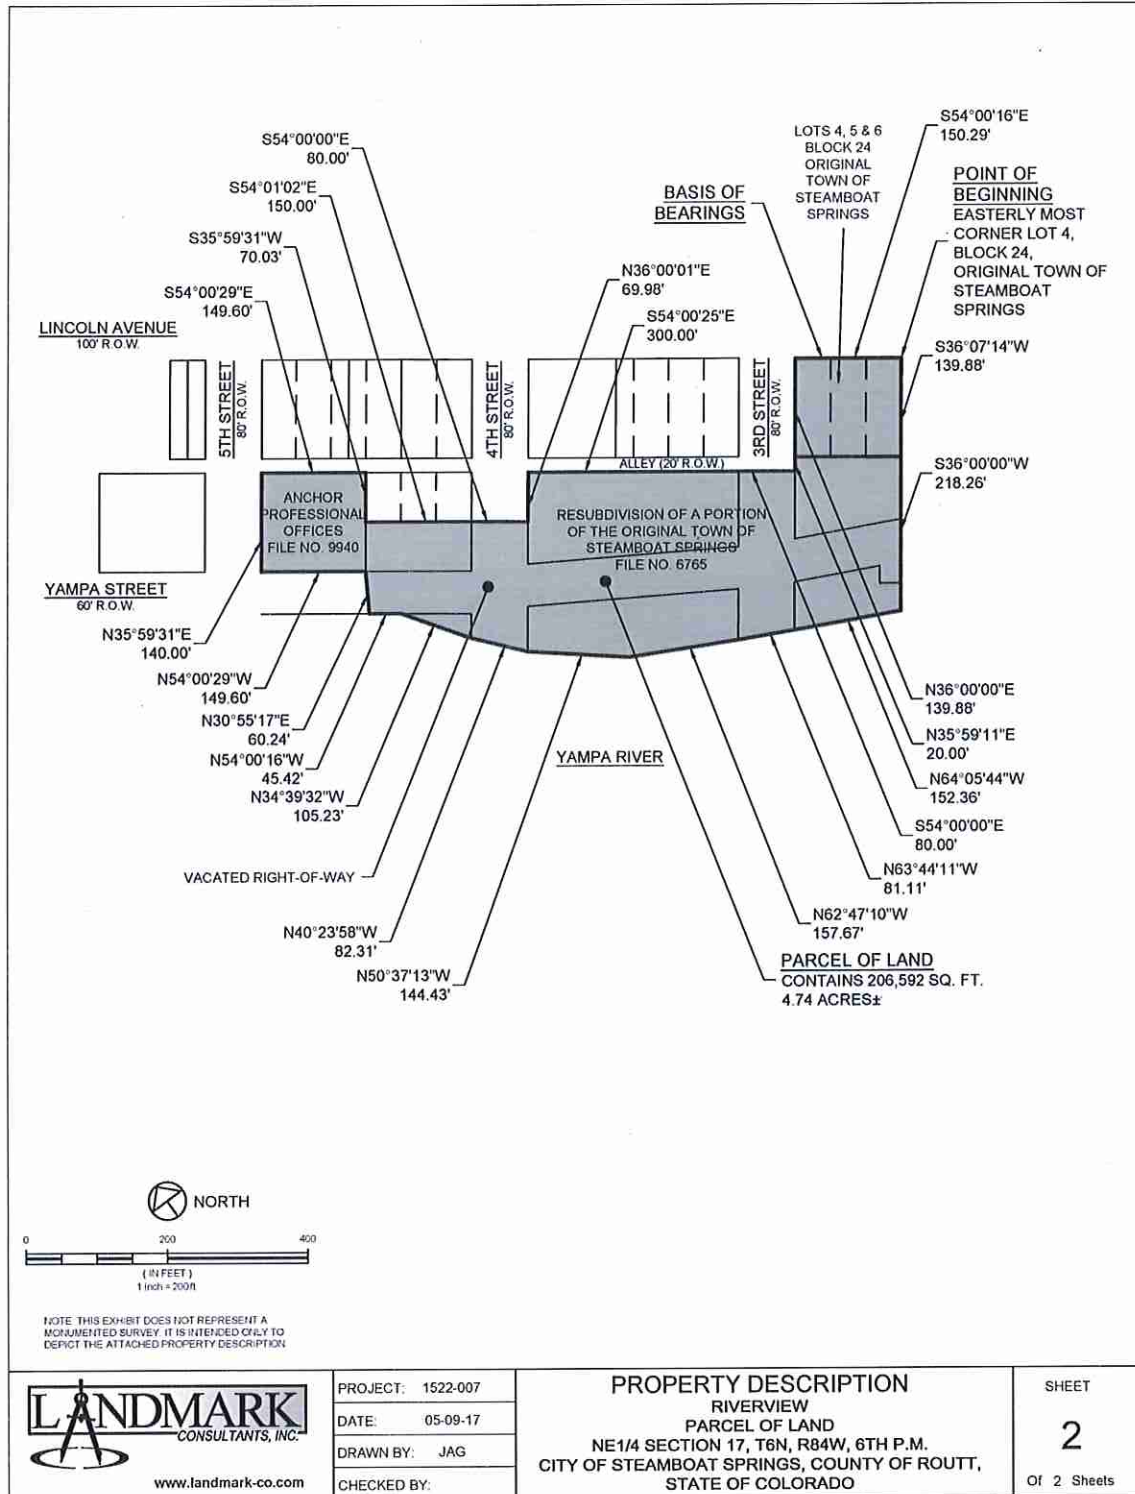 S54°00'00"E
80.00'
S54°01'02"E
150.00'
S35°59'31"W
70.03'
S54°00'29"E
149.60'
LINCOLN AVENUE
100' R.O.W.
5TH STREET
80' R.O.W.
4TH STREET
80' R.O.W.
N36°00'01"E
69.98'
S54°00'25"E
300.00'
BASIS OF
BEARINGS
LOTS 4, 5 & 6
BLOCK 24
ORIGINAL
TOWN OF
STEAMBOAT
SPRINGS
S54°00'16"E
150.29'
POINT OF
BEGINNING
EASTERLY MOST
CORNER LOT 4,
BLOCK 24,
ORIGINAL TOWN OF
STEAMBOAT
SPRINGS
S36°07'14"W
139.88'
3RD STREET
80' R.O.W.
ALLEY (20' R.O.W.)
S36°00'00"W
218.26'
ANCHOR
PROFESSIONAL
OFFICES
FILE NO. 9940
RESUBDIVISION OF A PORTION
OF THE ORIGINAL TOWN OF
STEAMBOAT SPRINGS
FILE NO. 6765
YAMPA STREET
60' R.O.W.
N35°59'31"E
140.00'
N54°00'29"W
149.60'
N30°55'17"E
60.24'
N54°00'16"W
45.42'
N34°39'32"W
105.23'
VACATED RIGHT-OF-WAY
N40°23'58"W
82.31'
N50°37'13"W
144.43'
YAMPA RIVER
N36°00'00"E
139.88'
N35°59'11"E
20.00'
N64°05'44"W
152.36'
S54°00'00"E
80.00'
N63°44'11"W
81.11'
N62°47'10"W
157.67'
PARCEL OF LAND
CONTAINS 206,592 SQ. FT.
4.74 ACRES±
NORTH
0 200 400
( IN FEET )
1 inch = 200 ft
NOTE THIS EXHIBIT DOES NOT REPRESENT A
MONUMENTED SURVEY. IT IS INTENDED ONLY TO
DEPICT THE ATTACHED PROPERTY DESCRIPTION
LANDMARK
CONSULTANTS, INC.
www.landmark-co.com
PROJECT: 1522-007
DATE: 05-09-17
DRAWN BY: JAG
CHECKED BY:
PROPERTY DESCRIPTION
RIVERVIEW
PARCEL OF LAND
NE1/4 SECTION 17, T6N, R84W, 6TH P.M.
CITY OF STEAMBOAT SPRINGS, COUNTY OF ROUTT,
STATE OF COLORADO
SHEET
2
Of 2 Sheets